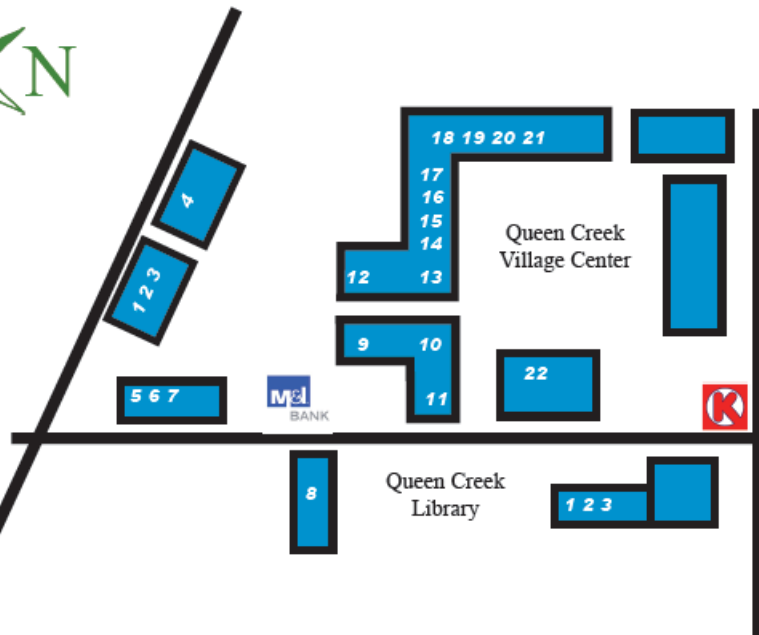 N
18 19 20 21
4
17
16
15
14
Queen Creek
Village Center
1 2 3
12
13
9
10
22
5 6 7
M&I
BANK
11
K
8
Queen Creek
Library
1 2 3